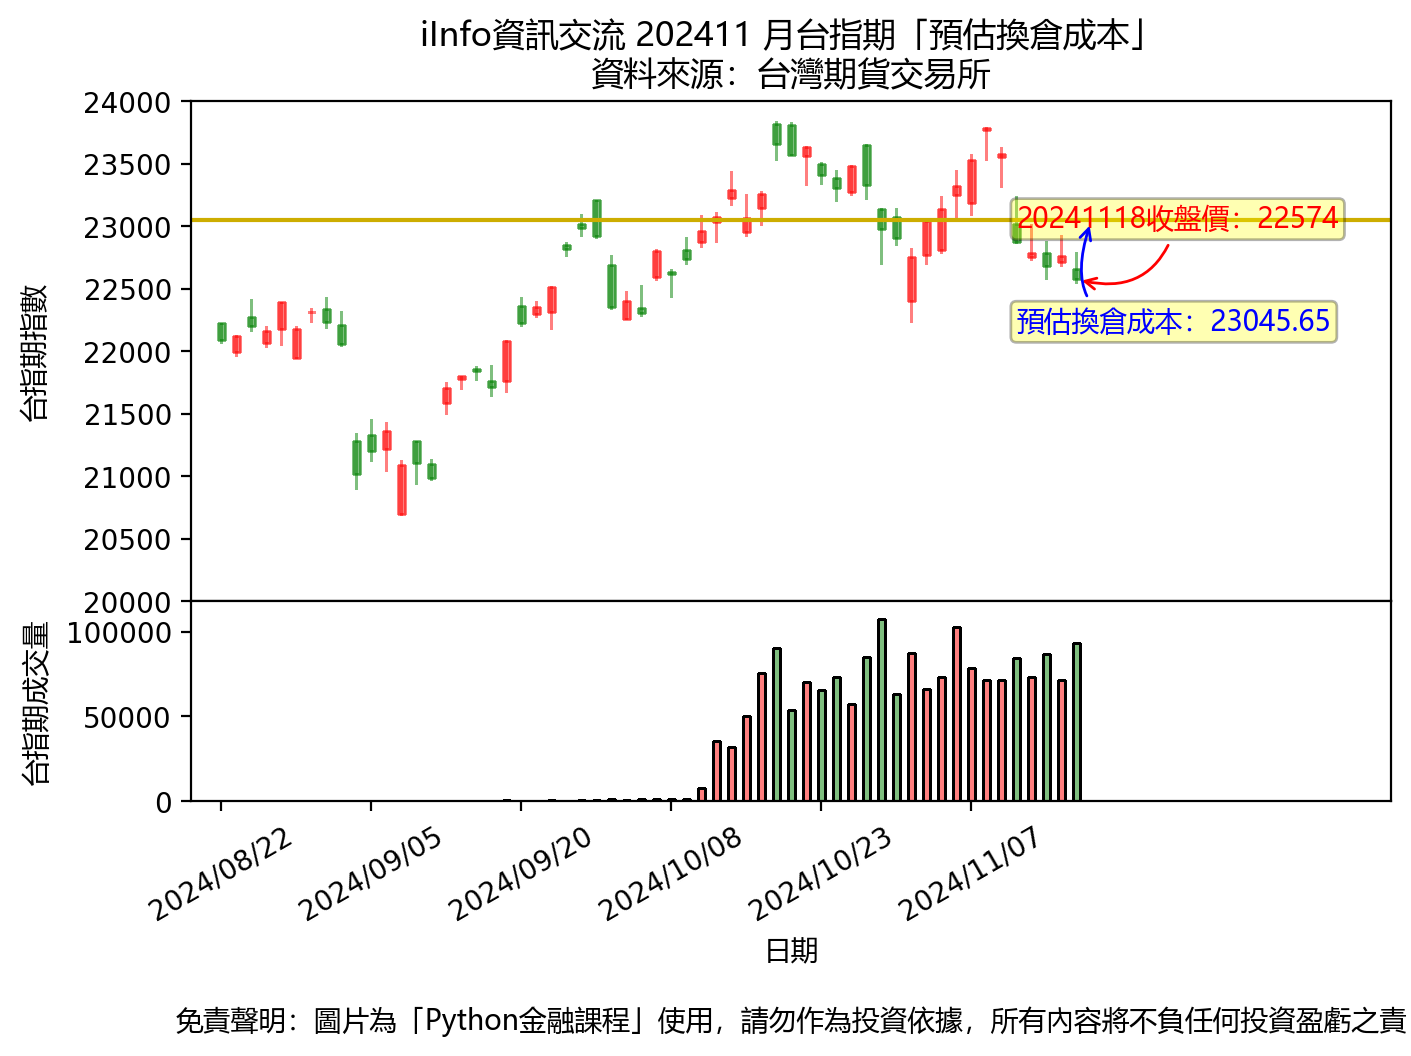 iInfo資訊交流 202411 月台指期「預估換倉成本」
資料來源：台灣期貨交易所
24000
23500
23000
22500
22000
21500
21000
20500
20000
台指期指數
20241118收盤價：22574
預估換倉成本：23045.65
100000
50000
0
台指期成交量
2024/08/22
2024/09/05
2024/09/20
2024/10/08
2024/10/23
2024/11/07
日期
免責聲明：圖片為「Python金融課程」使用，請勿作為投資依據，所有內容將不負任何投資盈虧之責